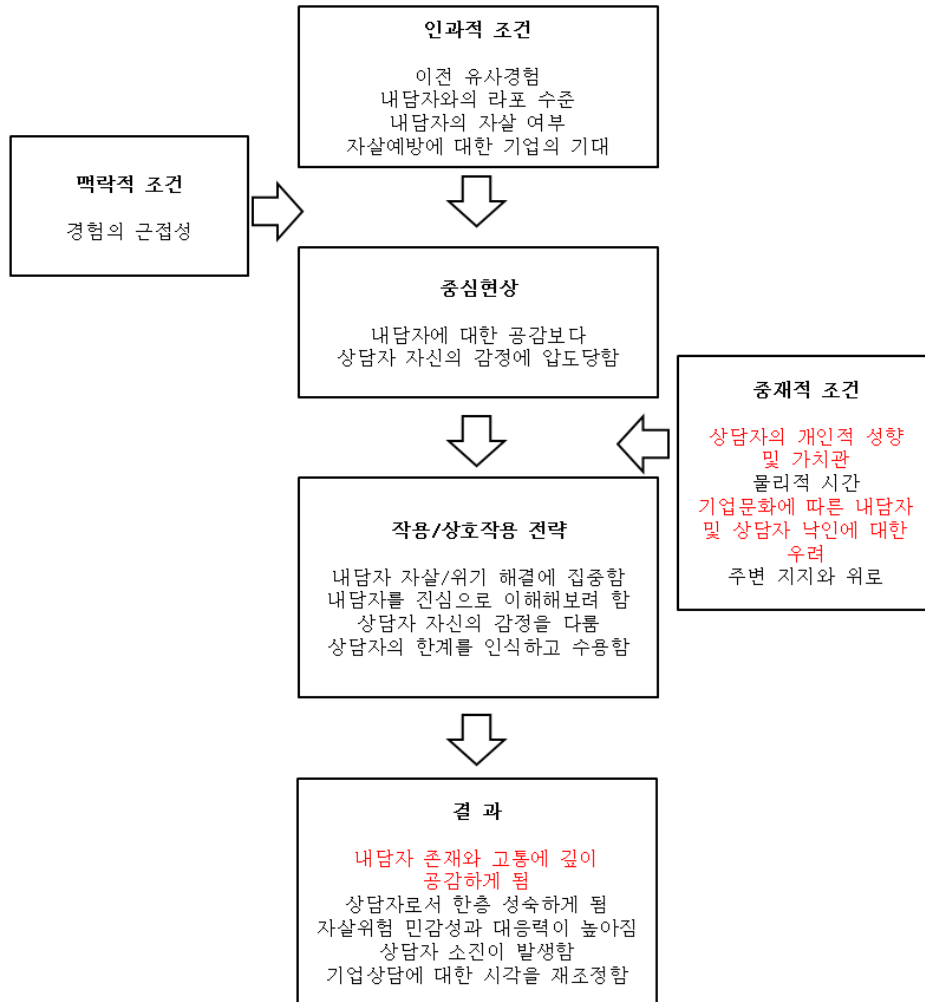 인과적 조건
이전 유사경험
내담자와의 라포 수준
내담자의 자살 여부
자살예방에 대한 기업의 기대
맥락적 조건
경험의 근접성
중심현상
내담자에 대한 공감보다
상담자 자신의 감정에 압도당함
중재적 조건
상담자의 개인적 성향
및 가치관
물리적 시간
기업문화에 따른 내담자
및 상담자 낙인에 대한
우려
주변 지지와 위로
작용/상호작용 전략
내담자 자살/위기 해결에 집중함
내담자를 진심으로 이해해보려 함
상담자 자신의 감정을 다룸
상담자의 한계를 인식하고 수용함
결 과
내담자 존재와 고통에 깊이
공감하게 됨
상담자로서 한층 성숙하게 됨
자살위험 민감성과 대응력이 높아짐
상담자 소진이 발생함
기업상담에 대한 시각을 재조정함